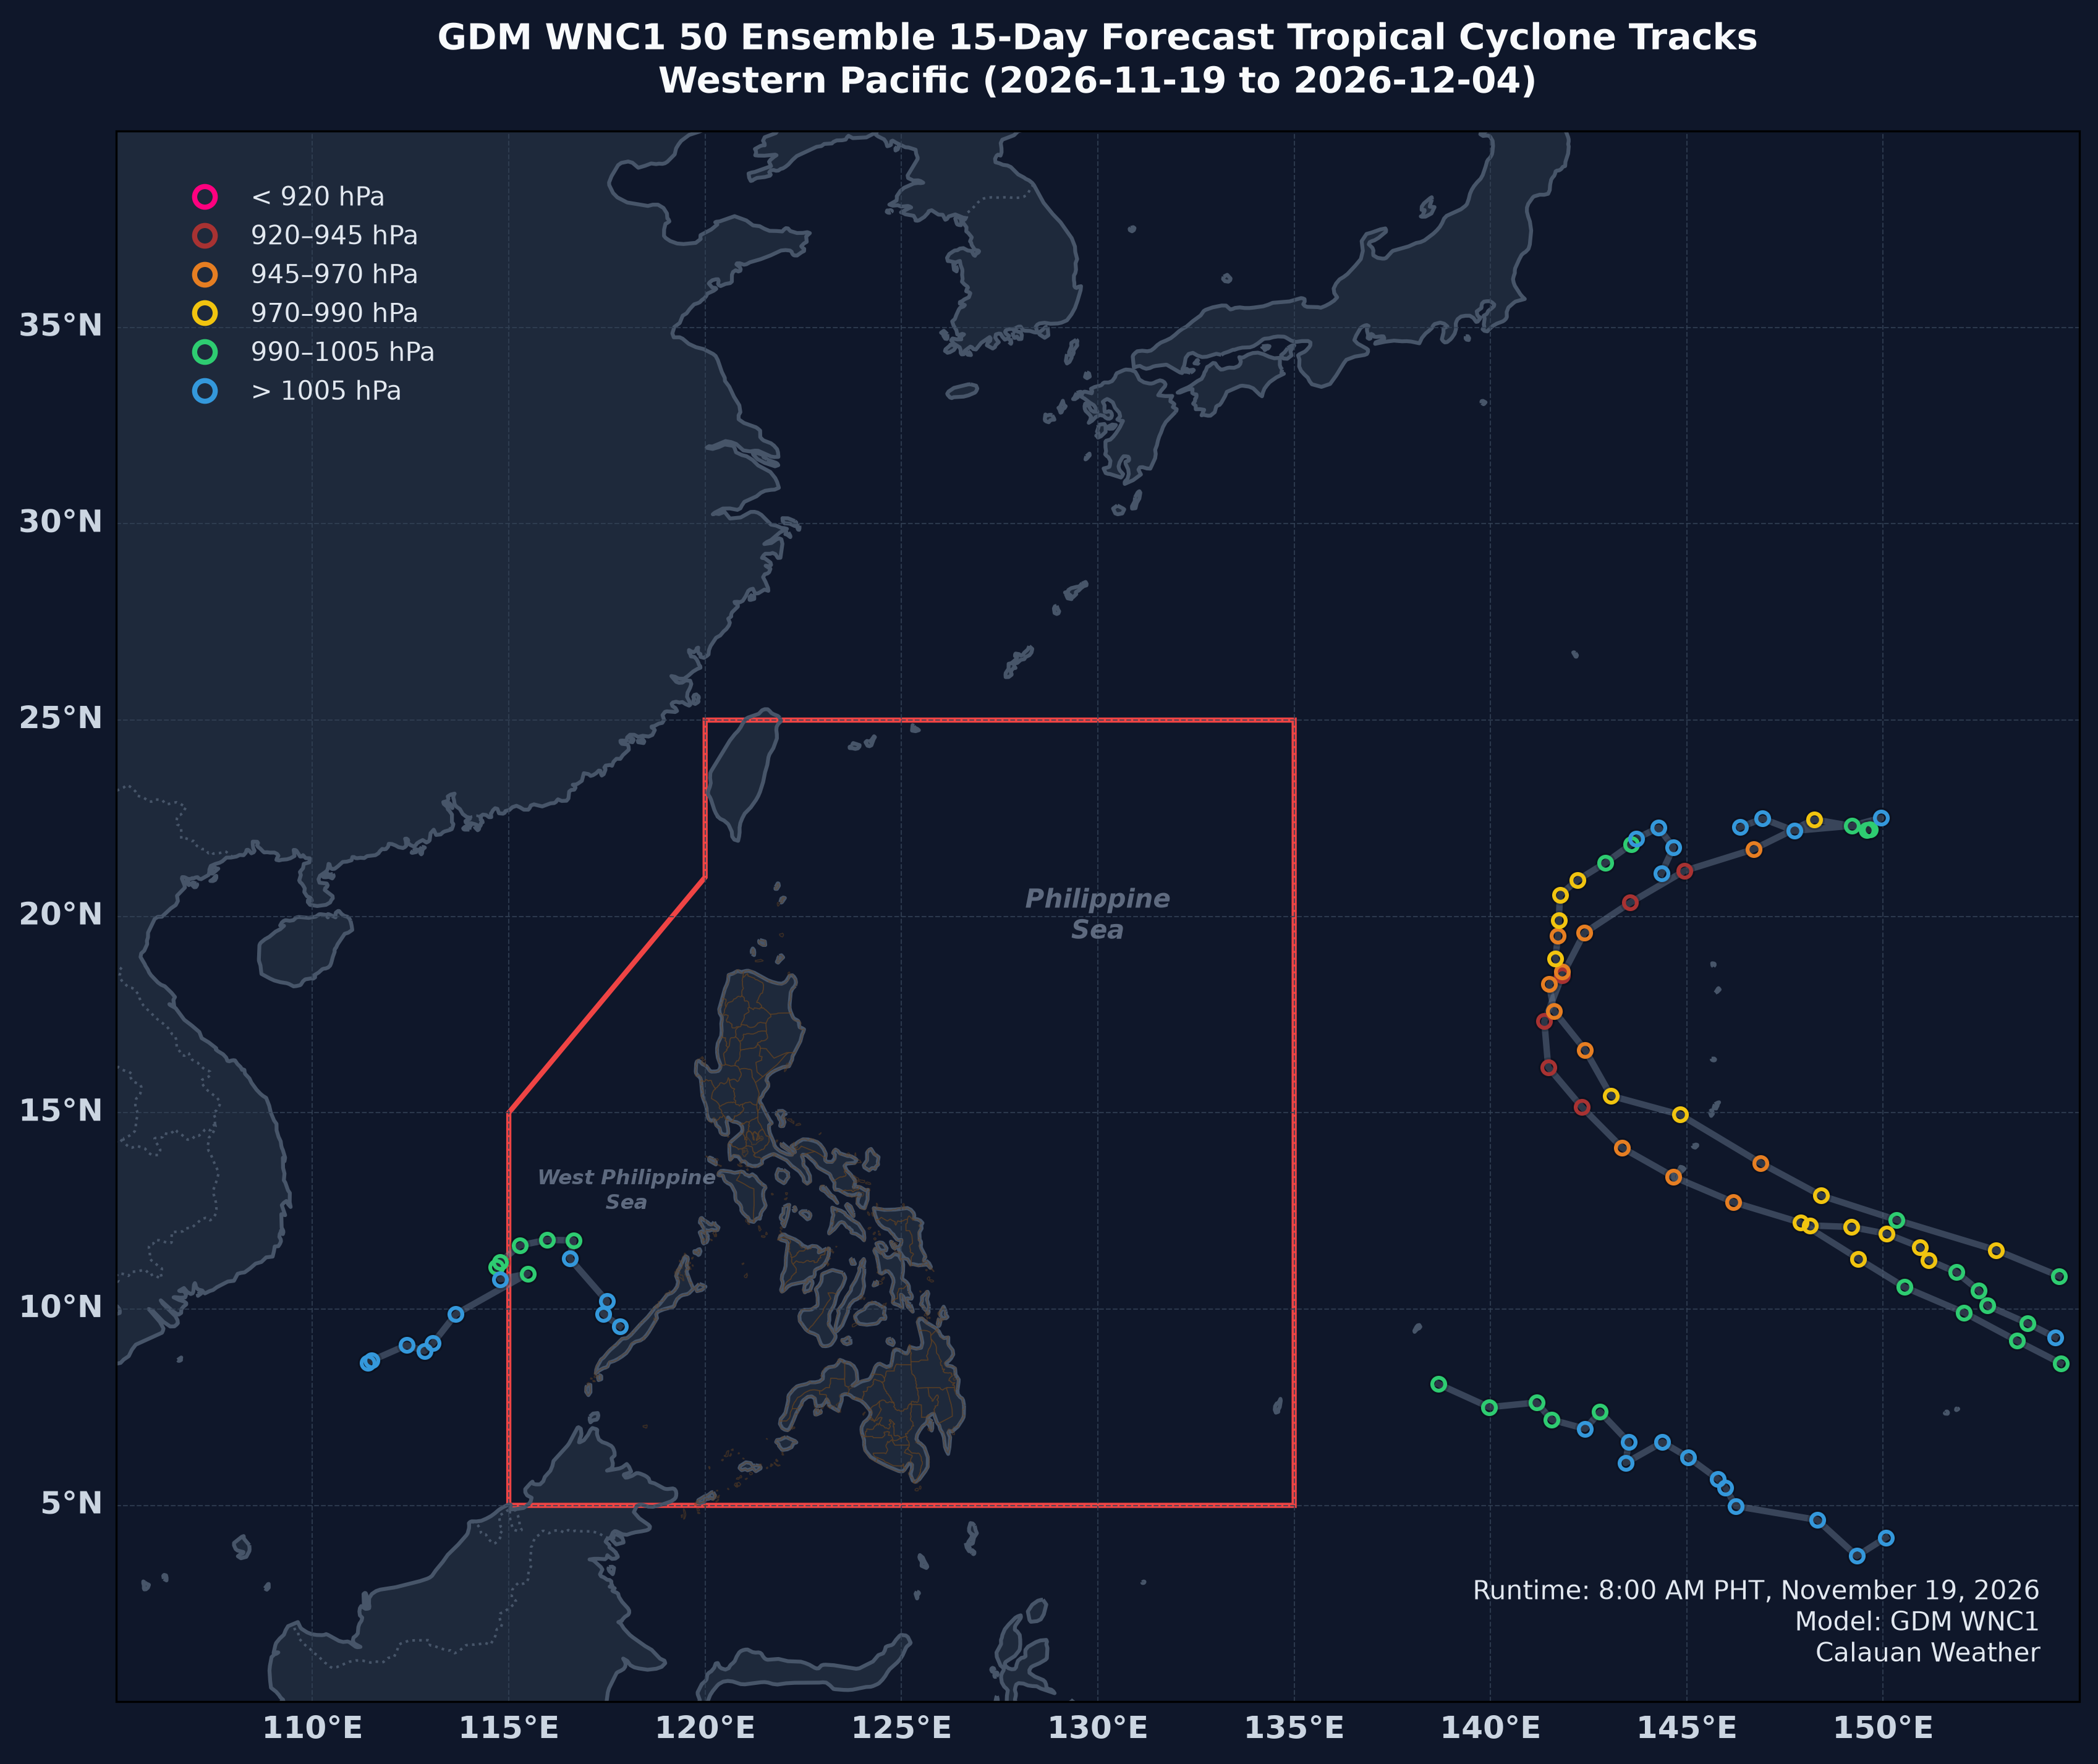 GDM WNC1 50 Ensemble 15-Day Forecast Tropical Cyclone Tracks
Western Pacific (2026-11-19 to 2026-12-04)
< 920 hPa
920–945 hPa
945–970 hPa
970–990 hPa
990–1005 hPa
> 1005 hPa
35°N
30°N
25°N
20°N
15°N
10°N
5°N
Philippine
Sea
West Philippine
Sea
Runtime: 8:00 AM PHT, November 19, 2026
Model: GDM WNC1
Calauan Weather
110°E 115°E 120°E 125°E 130°E 135°E 140°E 145°E 150°E